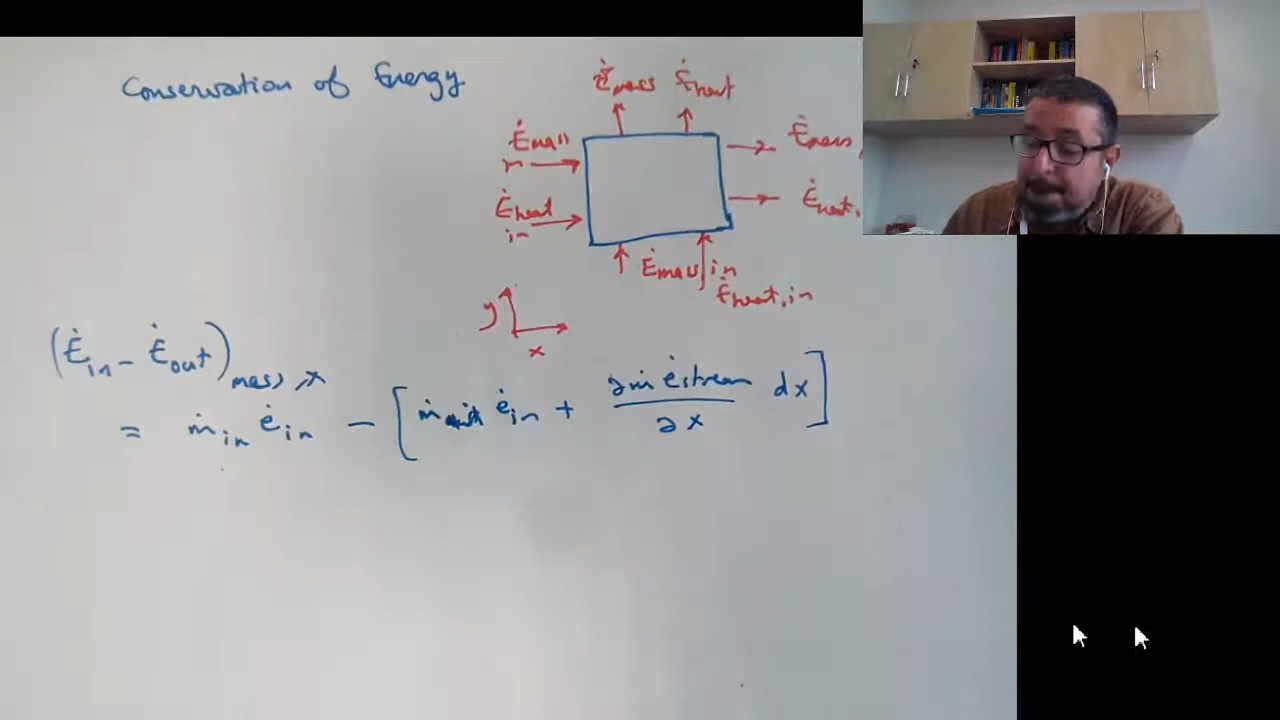 Conservation of Energy
Ėmass Ėheat
Ėmass
in
Ėmass,
Ėheat
in
Ėheat,
Ėmass, in
Ėheat, in
y
x
(Ėin - Ėout)mass, x
= ṁin ėin - [ṁ ėin + ∂ṁ ėstream / ∂x dx]